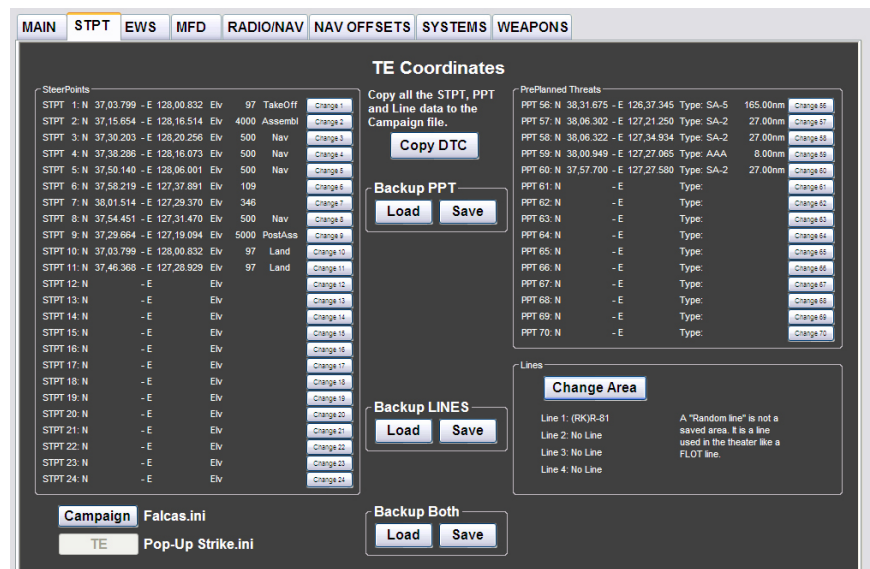 MAIN STPT EWS MFD RADIO/NAV NAV OFFSETS SYSTEMS WEAPONS
TE Coordinates
SteerPoints
STPT 1: N 37,03.799 - E 128,00.832 Elv 97 TakeOff Change 1
STPT 2: N 37,15.654 - E 128,16.514 Elv 4000 Assembl Change 2
STPT 3: N 37,30.203 - E 128,20.256 Elv 500 Nav Change 3
STPT 4: N 37,38.286 - E 128,16.073 Elv 500 Nav Change 4
STPT 5: N 37,50.140 - E 128,06.001 Elv 500 Nav Change 5
STPT 6: N 37,58.219 - E 127,37.891 Elv 109 Change 6
STPT 7: N 38,01.514 - E 127,29.370 Elv 346 Change 7
STPT 8: N 37,54.451 - E 127,31.470 Elv 500 Nav Change 8
STPT 9: N 37,29.664 - E 127,19.094 Elv 5000 PostAss Change 9
STPT 10: N 37,03.799 - E 128,00.832 Elv 97 Land Change 10
STPT 11: N 37,46.368 - E 127,28.929 Elv 97 Land Change 11
STPT 12: N - E Elv Change 12
STPT 13: N - E Elv Change 13
STPT 14: N - E Elv Change 14
STPT 15: N - E Elv Change 15
STPT 16: N - E Elv Change 16
STPT 17: N - E Elv Change 17
STPT 18: N - E Elv Change 18
STPT 19: N - E Elv Change 19
STPT 20: N - E Elv Change 20
STPT 21: N - E Elv Change 21
STPT 22: N - E Elv Change 22
STPT 23: N - E Elv Change 23
STPT 24: N - E Elv Change 24
Campaign Falcas.ini
TE Pop-Up Strike.ini
Copy all the STPT, PPT
and Line data to the
Campaign file.
Copy DTC
Backup PPT
Load Save
Backup LINES
Load Save
Backup Both
Load Save
PrePlanned Threats
PPT 56: N 38,31.675 - E 126,37.345 Type: SA-5 165.00nm Change 56
PPT 57: N 38,06.302 - E 127,21.250 Type: SA-2 27.00nm Change 57
PPT 58: N 38,06.322 - E 127,34.934 Type: SA-2 27.00nm Change 58
PPT 59: N 38,00.949 - E 127,27.065 Type: AAA 8.00nm Change 59
PPT 60: N 37,57.700 - E 127,27.580 Type: SA-2 27.00nm Change 60
PPT 61: N - E Type: Change 61
PPT 62: N - E Type: Change 62
PPT 63: N - E Type: Change 63
PPT 64: N - E Type: Change 64
PPT 65: N - E Type: Change 65
PPT 66: N - E Type: Change 66
PPT 67: N - E Type: Change 67
PPT 68: N - E Type: Change 68
PPT 69: N - E Type: Change 69
PPT 70: N - E Type: Change 70
Lines
Change Area
Line 1: (RK)R-81
Line 2: No Line
Line 3: No Line
Line 4: No Line
A "Random line" is not a
saved area. It is a line
used in the theater like a
FLOT line.